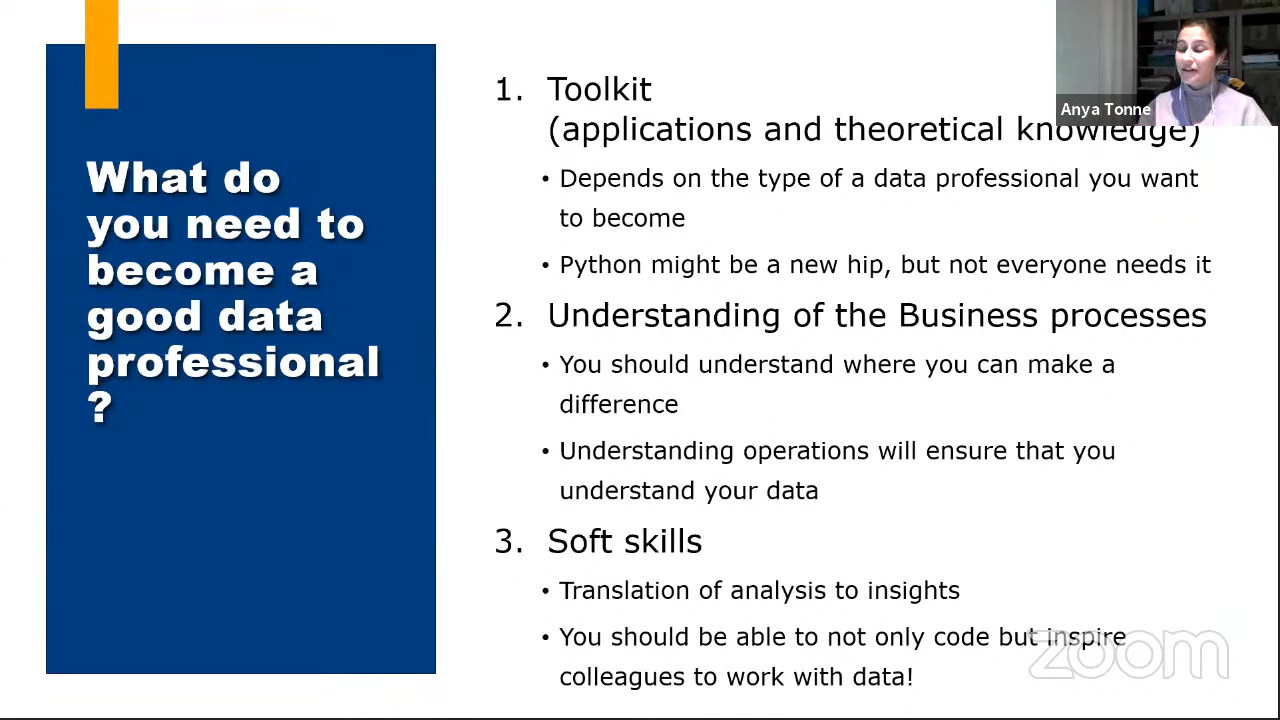 What do
you need to
become a
good data
professional
?
1. Toolkit
(applications and theoretical knowledge)
• Depends on the type of a data professional you want
to become
• Python might be a new hip, but not everyone needs it
2. Understanding of the Business processes
• You should understand where you can make a
difference
• Understanding operations will ensure that you
understand your data
3. Soft skills
• Translation of analysis to insights
• You should be able to not only code but inspire
colleagues to work with data!
Anya Tonne
zoom